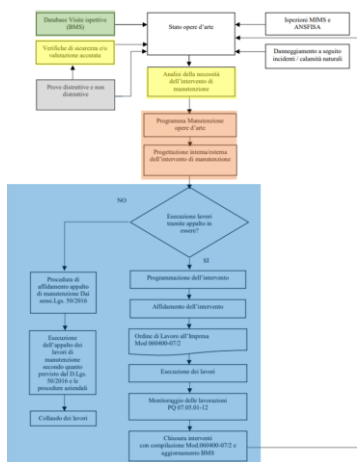 Database Visite ispettive
(BMS)
Stato opere d'arte
Ispezioni MIMS e
ANSFISA
Verifiche di sicurezza e/o
valutazione accurata
Danneggiamento a seguito
incidenti / calamità naturali
Prove distruttive e non
distruttive
Analisi della necessità
dell'intervento di
manutenzione
Programma Manutenzione
opere d'arte
Progettazione interna/esterna
dell'intervento di manutenzione
NO
Esecuzione lavori
tramite appalto in
essere?
SI
Procedura di
affidamento appalto
di manutenzione Dai
sensi.Lgs. 50/2016
Programmazione dell'intervento
Affidamento dell'intervento
Ordine di Lavoro all'Impresa
Mod 060400-07/2
Esecuzione
dell'appalto dei
lavori di
manutenzione
secondo quanto
previsto dal D.Lgs.
50/2016 e le
procedure aziendali
Esecuzione dei lavori
Monitoraggio delle lavorazioni
PQ 07.05.01-12
Collaudo dei lavori
Chiusura interventi
con compilazione Mod.060400-07/2 e
aggiornamento BMS